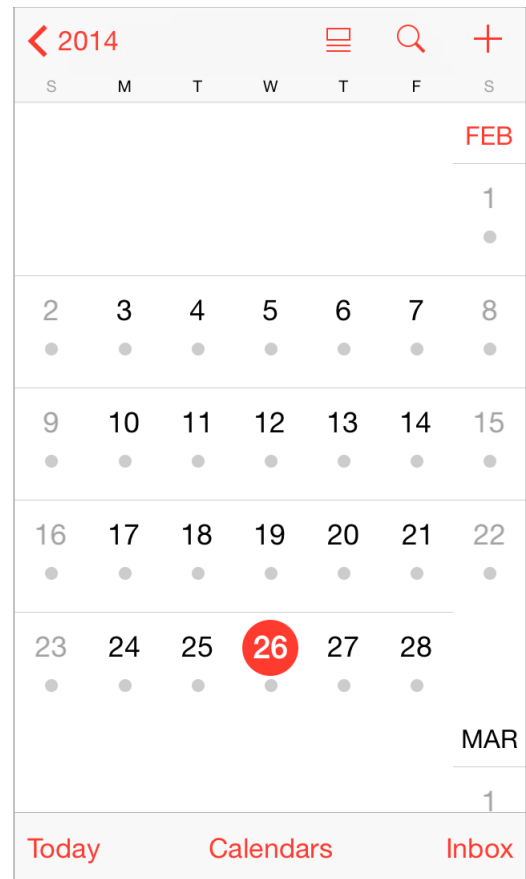 2014
S M T W T F S
FEB
1
2 3 4 5 6 7 8
9 10 11 12 13 14 15
16 17 18 19 20 21 22
23 24 25 26 27 28
MAR
1
Today Calendars Inbox